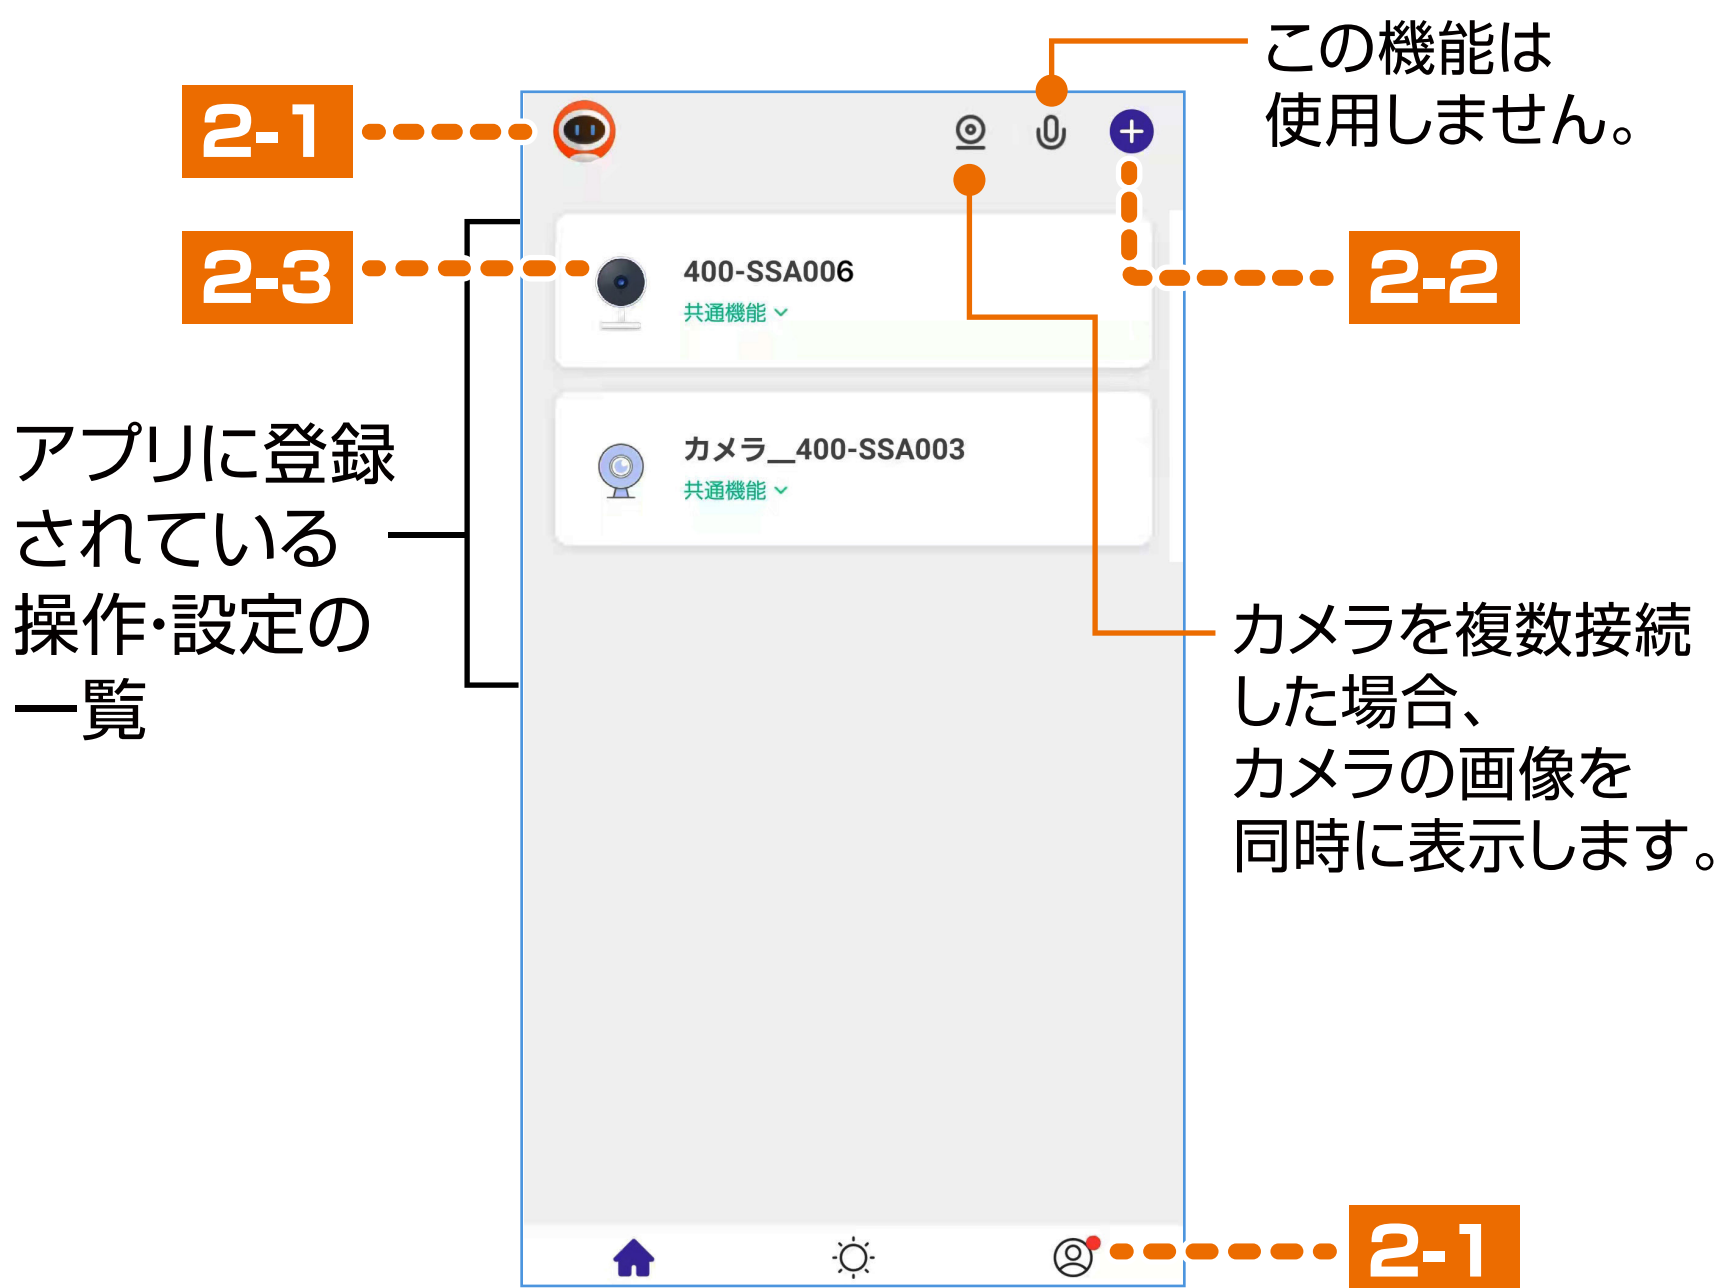 この機能は
使用しません。
2-1
2-3
400-SSA006
共通機能
2-2
アプリに登録
されている
操作・設定の
一覧
カメラ__400-SSA003
共通機能
カメラを複数接続
した場合、
カメラの画像を
同時に表示します。
2-1